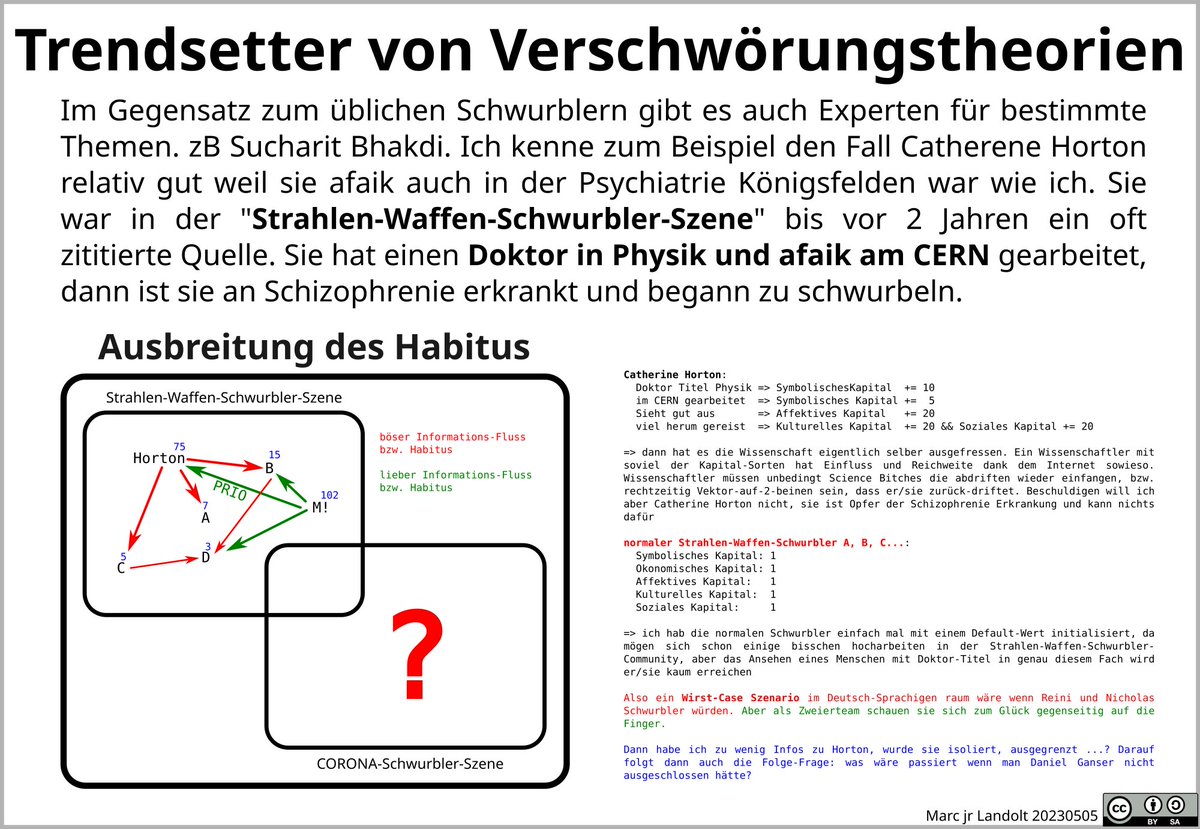 Trendsetter von Verschwörungstheorien
Im Gegensatz zum üblichen Schwurblern gibt es auch Experten für bestimmte
Themen. zB Sucharit Bhakdi. Ich kenne zum Beispiel den Fall Catherene Horton
relativ gut weil sie afaik auch in der Psychiatrie Königsfelden war wie ich. Sie
war in der "Strahlen-Waffen-Schwurbler-Szene" bis vor 2 Jahren ein oft
zititierte Quelle. Sie hat einen Doktor in Physik und afaik am CERN gearbeitet,
dann ist sie an Schizophrenie erkrankt und begann zu schwurbeln.
Ausbreitung des Habitus
Strahlen-Waffen-Schwurbler-Szene
böser Informations-Fluss
bzw. Habitus
lieber Informations-Fluss
bzw. Habitus
75
Horton
15
B
PRIO
102
M!
7
A
5
C
3
D
?
CORONA-Schwurbler-Szene
Catherine Horton:
Doktor Titel Physik => SymbolischesKapital += 10
im CERN gearbeitet => Symbolisches Kapital += 5
Sieht gut aus => Affektives Kapital += 20
viel herum gereist => Kulturelles Kapital += 20 && Soziales Kapital += 20
=> dann hat es die Wissenschaft eigentlich selber ausgefressen. Ein Wissenschaftler mit
soviel der Kapital-Sorten hat Einfluss und Reichweite dank dem Internet sowieso.
Wissenschaftler müssen unbedingt Science Bitches die abdriften wieder einfangen, bzw.
rechtzeitig Vektor-auf-2-beinen sein, dass er/sie zurück-driftet. Beschuldigen will ich
aber Catherine Horton nicht, sie ist Opfer der Schizophrenie Erkrankung und kann nichts
dafür
normaler Strahlen-Waffen-Schwurbler A, B, C...:
Symbolisches Kapital: 1
Okonomisches Kapital: 1
Affektives Kapital: 1
Kulturelles Kapital: 1
Soziales Kapital: 1
=> ich hab die normalen Schwurbler einfach mal mit einem Default-Wert initialisiert, da
mögen sich schon einige bisschen hocharbeiten in der Strahlen-Waffen-Schwurbler-
Community, aber das Ansehen eines Menschen mit Doktor-Titel in genau diesem Fach wird
er/sie kaum erreichen
Also ein Wirst-Case Szenario im Deutsch-Sprachigen raum wäre wenn Reini und Nicholas
Schwurbler würden. Aber als Zweierteam schauen sie sich zum Glück gegenseitig auf die
Finger.
Dann habe ich zu wenig Infos zu Horton, wurde sie isoliert, ausgegrenzt ...? Darauf
folgt dann auch die Folge-Frage: was wäre passiert wenn man Daniel Ganser nicht
ausgeschlossen hätte?
Marc jr Landolt 20230505
cc
BY SA